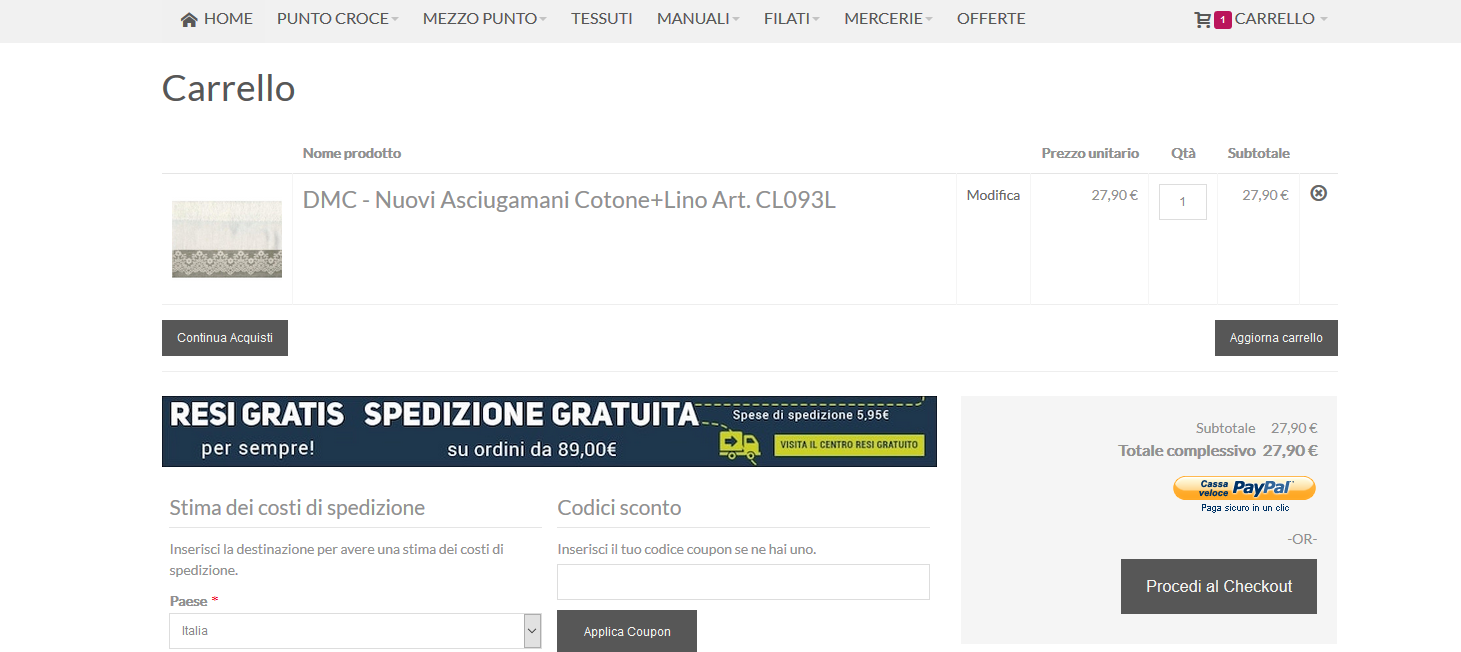 HOME PUNTO CROCE MEZZO PUNTO TESSUTI MANUALI FILATI MERCERIE OFFERTE 1 CARRELLO
Carrello
Nome prodotto Prezzo unitario Qtà Subtotale
DMC - Nuovi Asciugamani Cotone+Lino Art. CL093L Modifica 27,90 € 1 27,90 €
Continua Acquisti Aggiorna carrello
RESI GRATIS SPEDIZIONE GRATUITA Spese di spedizione 5,95€
per sempre! su ordini da 89,00€ VISITA IL CENTRO RESI GRATUITO
Subtotale 27,90 €
Totale complessivo 27,90 €
Cassa veloce PayPal
Paga sicuro in un clic
-OR-
Procedi al Checkout
Stima dei costi di spedizione
Inserisci la destinazione per avere una stima dei costi di
spedizione.
Paese *
Italia
Codici sconto
Inserisci il tuo codice coupon se ne hai uno.
Applica Coupon